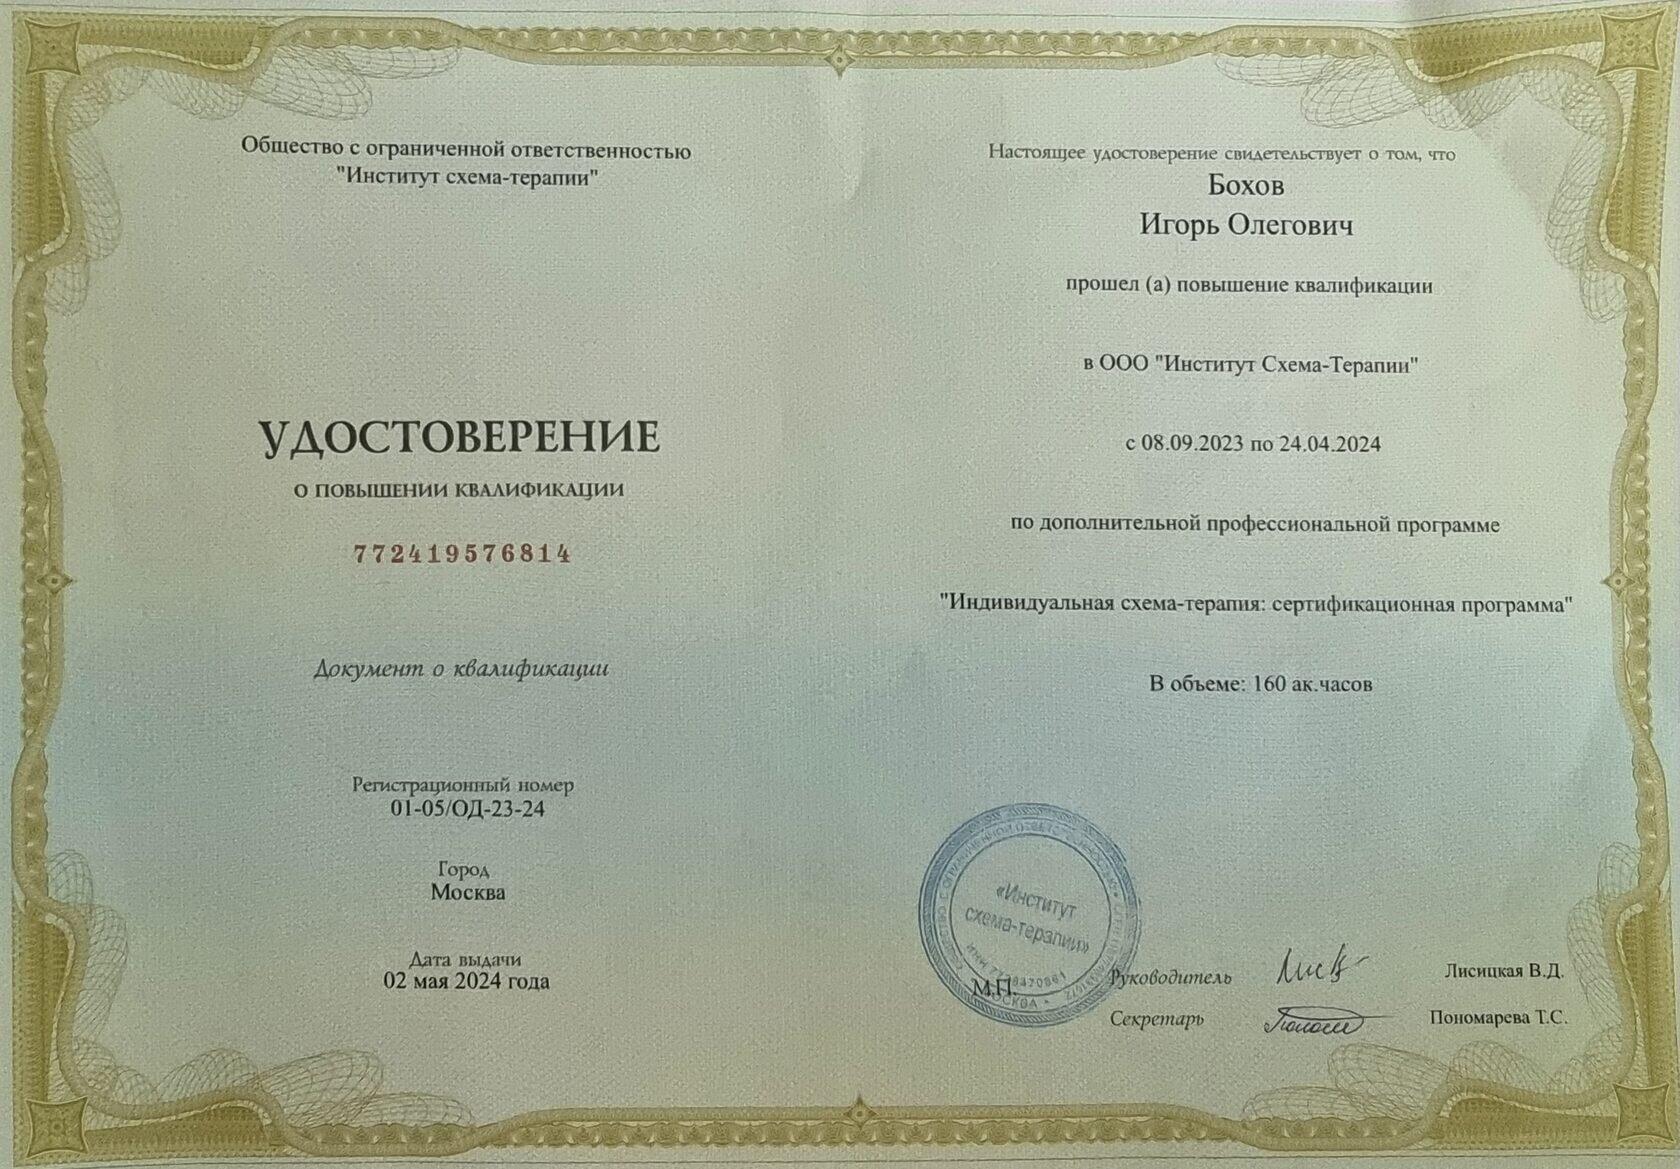 Общество с ограниченной ответственностью
"Институт схема-терапии"
УДОСТОВЕРЕНИЕ
О ПОВЫШЕНИИ КВАЛИФИКАЦИИ
772419576814
Документ о квалификации
Регистрационный номер
01-05/ОД-23-24
Город
Москва
Дата выдачи
02 мая 2024 года
Настоящее удостоверение свидетельствует о том, что
Бохов
Игорь Олегович
прошел (а) повышение квалификации
в ООО "Институт Схема-Терапии"
с 08.09.2023 по 24.04.2024
по дополнительной профессиональной программе
"Индивидуальная схема-терапия: сертификационная программа"
В объеме: 160 ак.часов
«Институт
схема-терапии»
МОСКВА
М.П.
Руководитель
Лисицкая В.Д.
Секретарь
Пономарева Т.С.